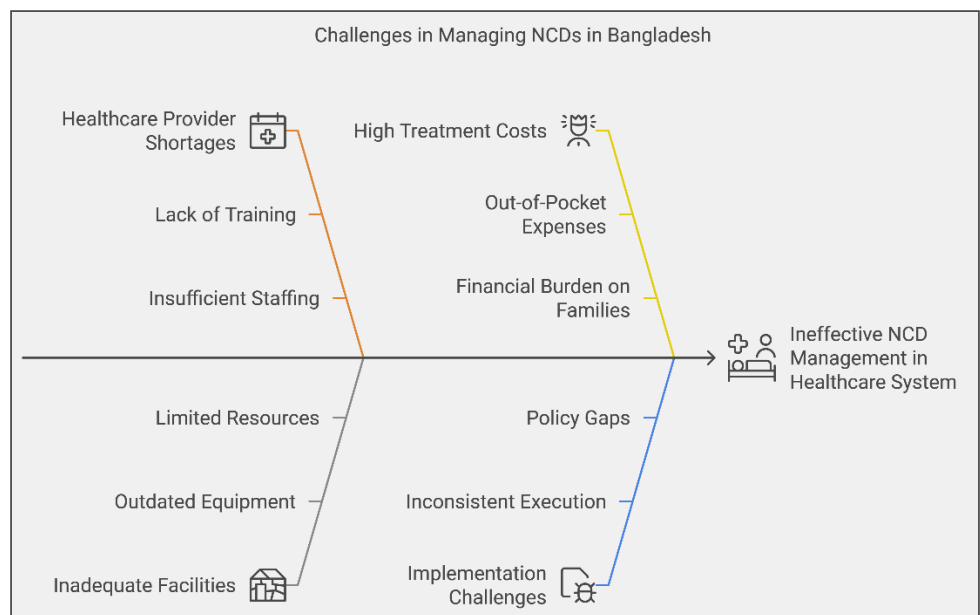 Challenges in Managing NCDs in Bangladesh
Healthcare Provider
Shortages
Lack of Training
Insufficient Staffing
High Treatment Costs
Out-of-Pocket
Expenses
Financial Burden on
Families
Ineffective NCD
Management in
Healthcare System
Limited Resources
Outdated Equipment
Inadequate Facilities
Policy Gaps
Inconsistent Execution
Implementation
Challenges